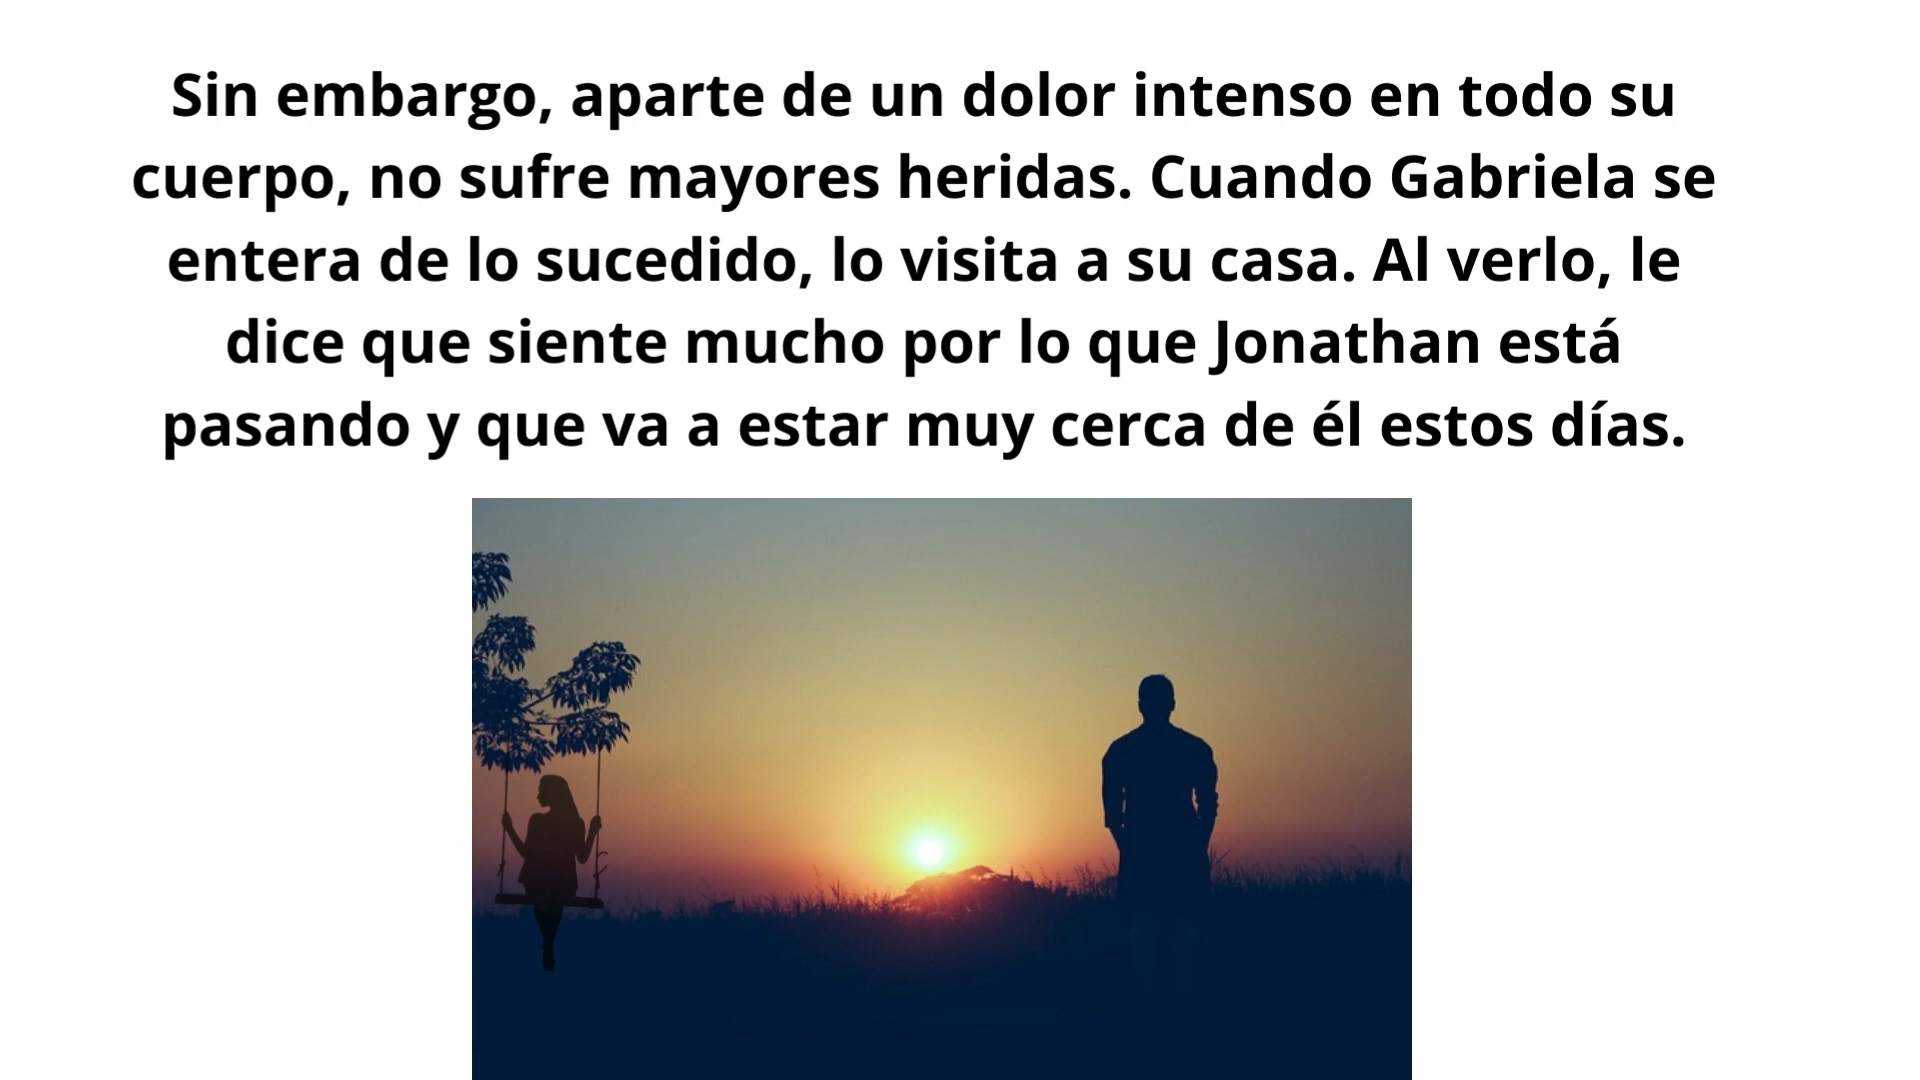 Sin embargo, aparte de un dolor intenso en todo su
cuerpo, no sufre mayores heridas. Cuando Gabriela se
entera de lo sucedido, lo visita a su casa. Al verlo, le
dice que siente mucho por lo que Jonathan está
pasando y que va a estar muy cerca de él estos días.